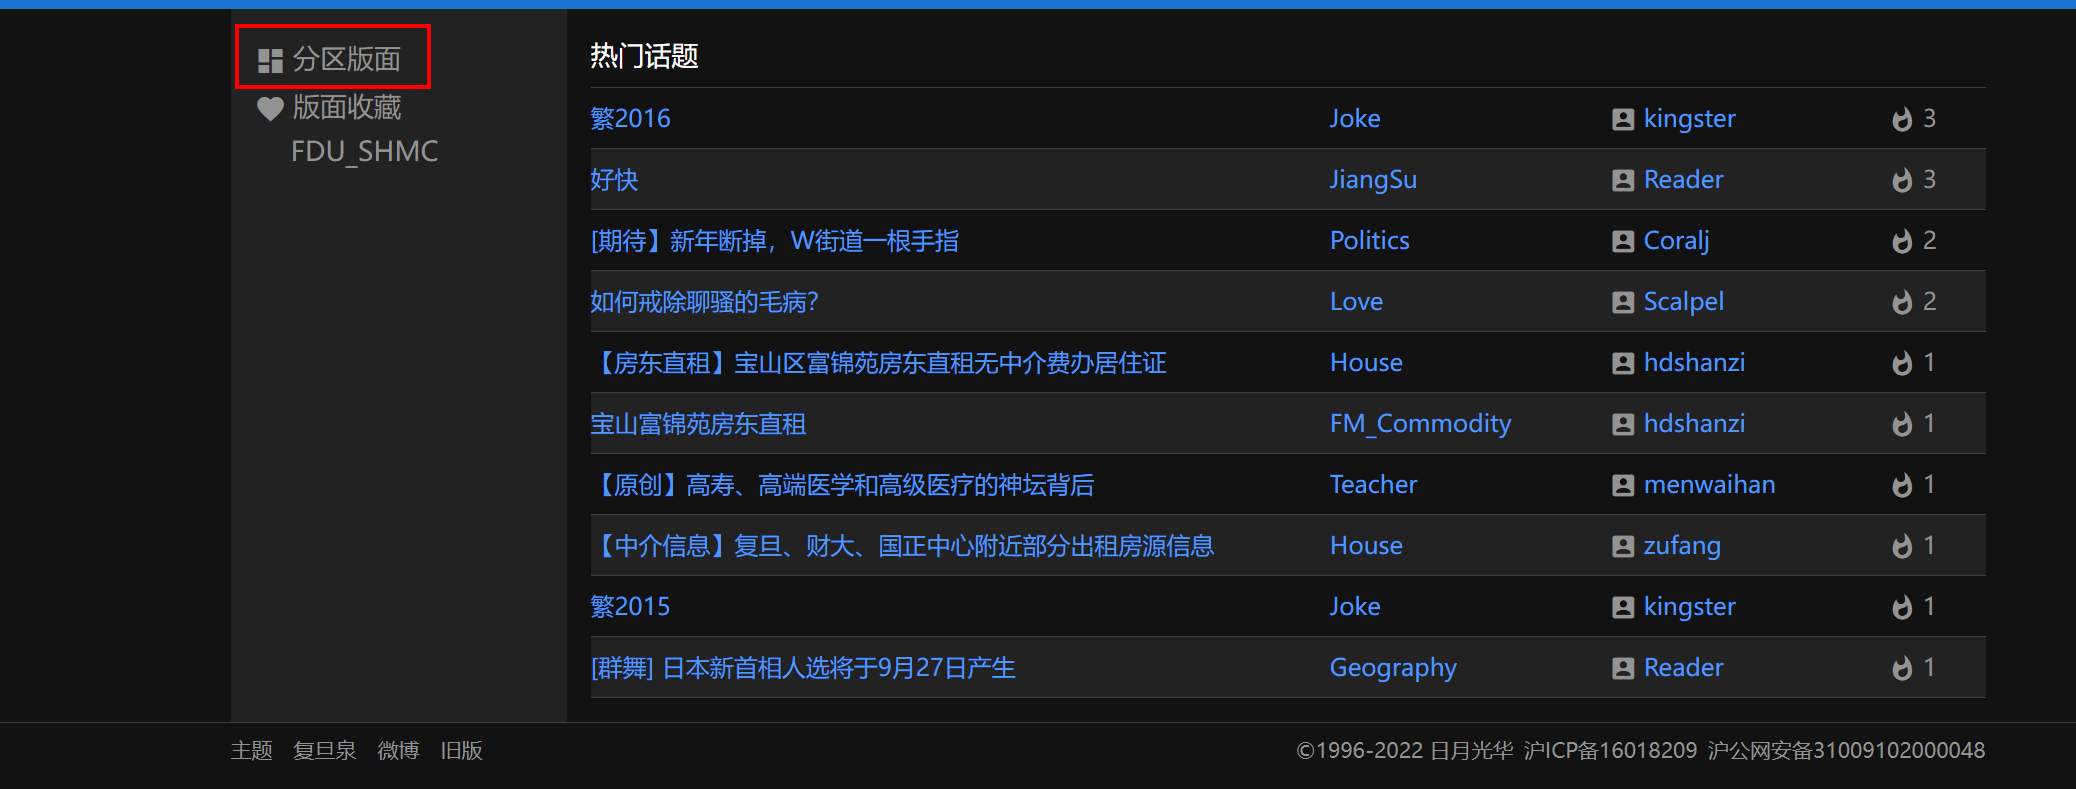 分区版面
版面收藏
FDU_SHMC
热门话题
繁2016 Joke kingster 3
好快 JiangSu Reader 3
[期待】新年断掉，W街道一根手指 Politics Coralj 2
如何戒除聊骚的毛病? Love Scalpel 2
【房东直租】宝山区富锦苑房东直租无中介费办居住证 House hdshanzi 1
宝山富锦苑房东直租 FM_Commodity hdshanzi 1
【原创】高寿、高端医学和高级医疗的神坛背后 Teacher menwaihan 1
【中介信息】复旦、财大、国正中心附近部分出租房源信息 House zufang 1
繁2015 Joke kingster 1
[群舞] 日本新首相人选将于9月27日产生 Geography Reader 1
主题 复旦泉 微博 旧版 ©1996-2022 日月光华 沪ICP备16018209 沪公网安备31009102000048